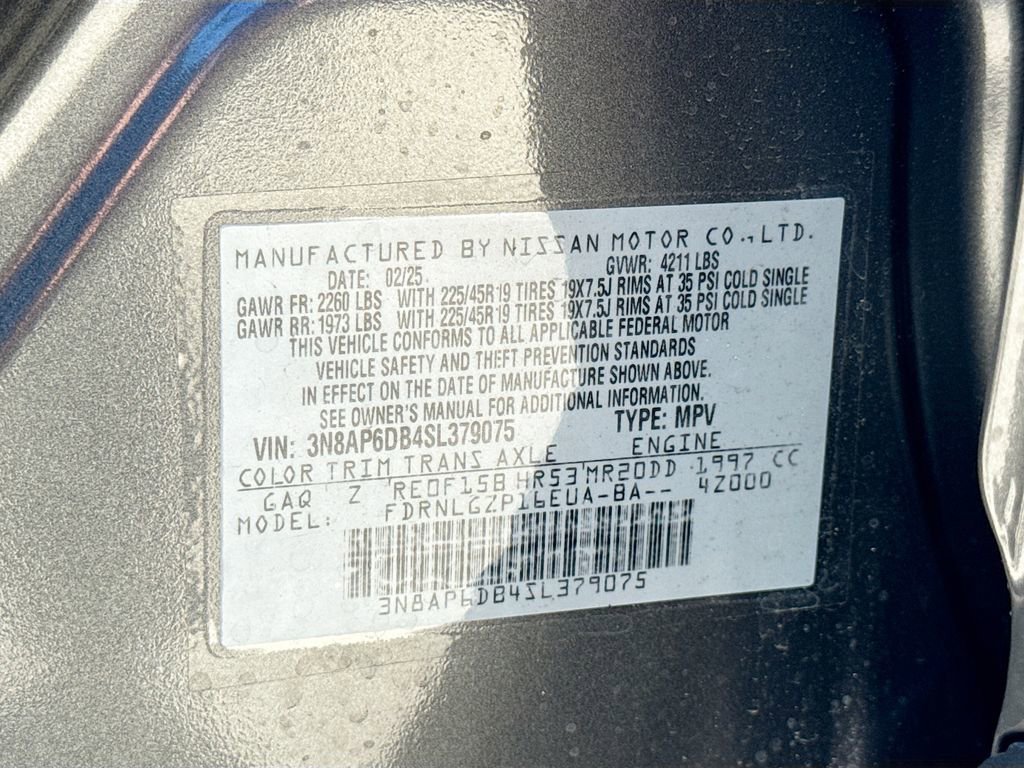 MANUFACTURED BY NISSAN MOTOR CO.,LTD.
DATE: 02/25 GVWR: 4211 LBS
GAWR FR: 2260 LBS WITH 225/45R19 TIRES 19X7.5J RIMS AT 35 PSI COLD SINGLE
GAWR RR: 1973 LBS WITH 225/45R19 TIRES 19X7.5J RIMS AT 35 PSI COLD SINGLE
THIS VEHICLE CONFORMS TO ALL APPLICABLE FEDERAL MOTOR
VEHICLE SAFETY AND THEFT PREVENTION STANDARDS
IN EFFECT ON THE DATE OF MANUFACTURE SHOWN ABOVE.
SEE OWNER'S MANUAL FOR ADDITIONAL INFORMATION.
VIN: 3N8AP6DB4SL379075 TYPE: MPV
COLOR TRIM TRANS AXLE ENGINE
GAQ Z RE0F15B HR53 MR20DD 1997 CC
MODEL: FDRNLGZP16EUA-BA-- 42000
3N8AP6DB4SL379075